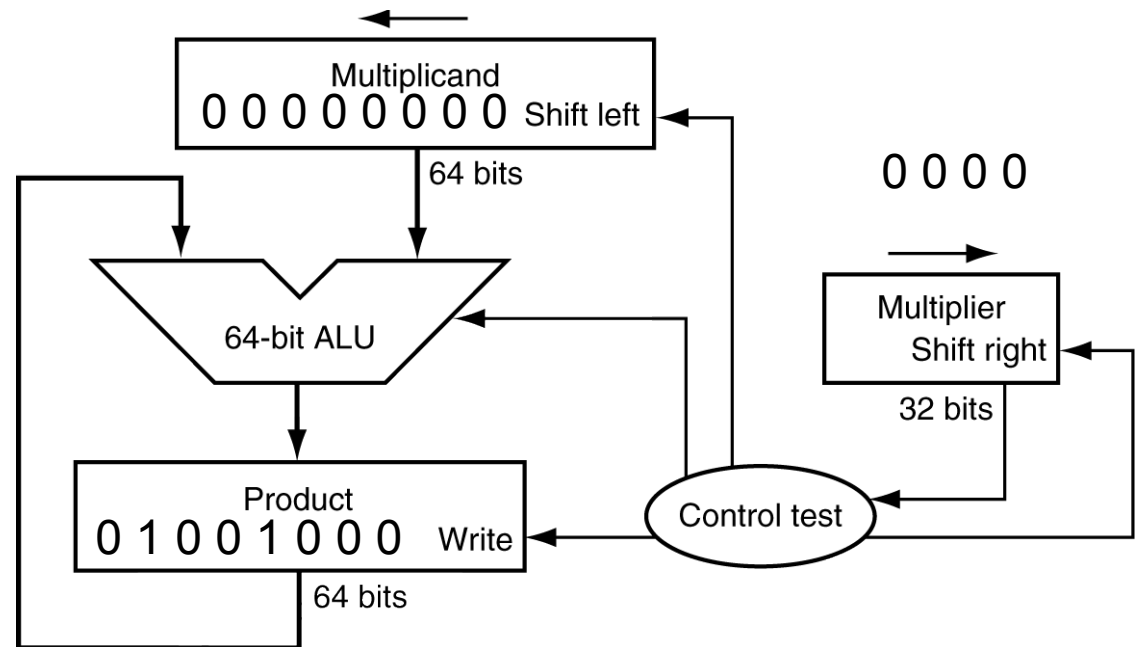 Multiplicand
0 0 0 0 0 0 0 0 Shift left
64 bits
0 0 0 0
64-bit ALU
Multiplier
Shift right
32 bits
Product
0 1 0 0 1 0 0 0 Write
Control test
64 bits